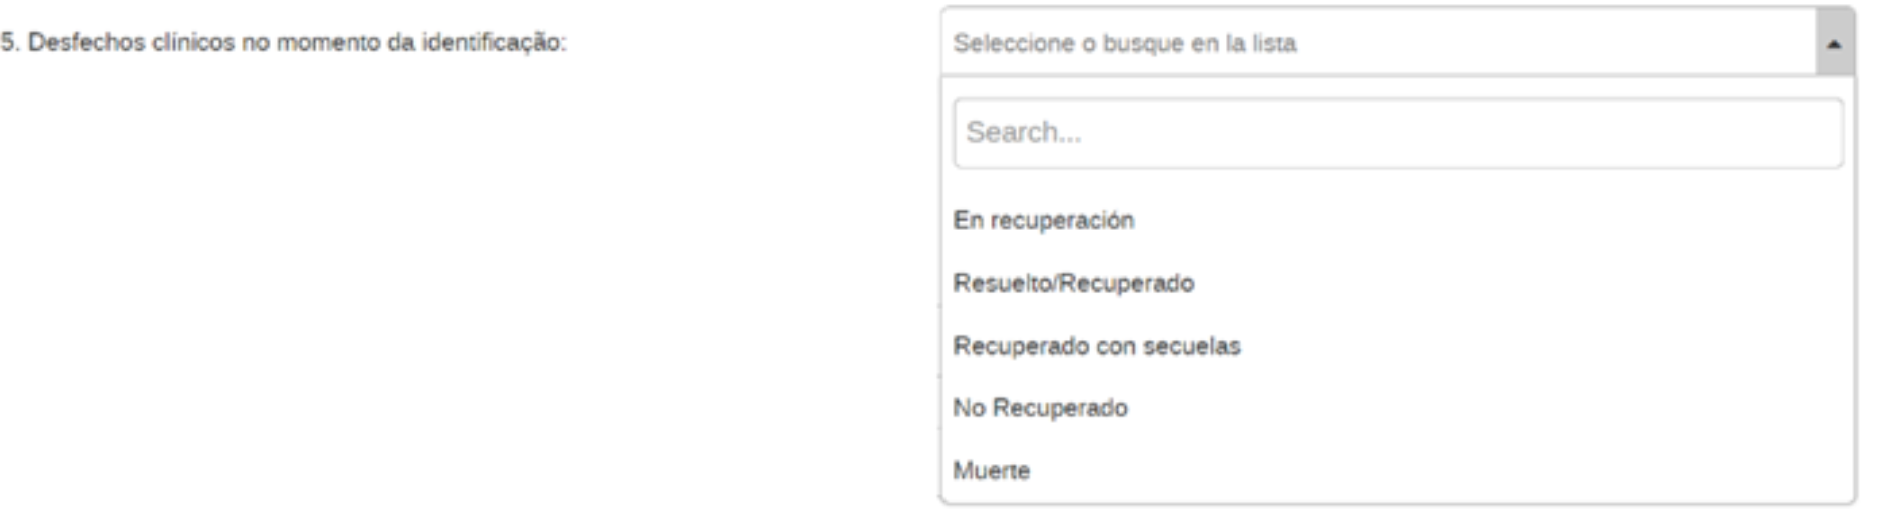 5. Desfechos clínicos no momento da identificação:
Seleccione o busque en la lista
Search...
En recuperación
Resuelto/Recuperado
Recuperado con secuelas
No Recuperado
Muerte